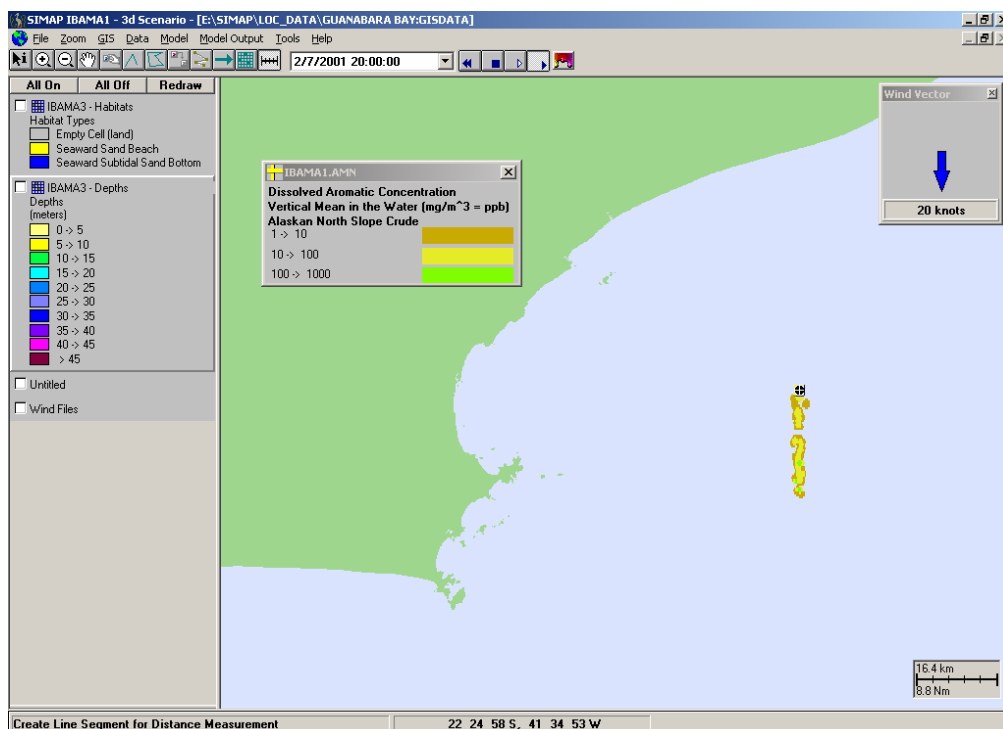 SIMAP IBAMA1 - 3d Scenario - [E:\SIMAP\LOC_DATA\GUANABARA BAY:GISDATA]
File Zoom GIS Data Model Model Output Tools Help
2/7/2001 20:00:00
All On All Off Redraw
IBAMA3 - Habitats
Habitat Types
Empty Cell (land)
Seaward Sand Beach
Seaward Subtidal Sand Bottom
IBAMA3 - Depths
Depths
(meters)
0 -> 5
5 -> 10
10 -> 15
15 -> 20
20 -> 25
25 -> 30
30 -> 35
35 -> 40
40 -> 45
> 45
Untitled
Wind Files
IBAMA1.AMN
Dissolved Aromatic Concentration
Vertical Mean in the Water (mg/m^3 = ppb)
Alaskan North Slope Crude
1 -> 10
10 -> 100
100 -> 1000
Wind Vector
20 knots
16.4 km
8.8 Nm
Create Line Segment for Distance Measurement
22 24 58 S, 41 34 53 W